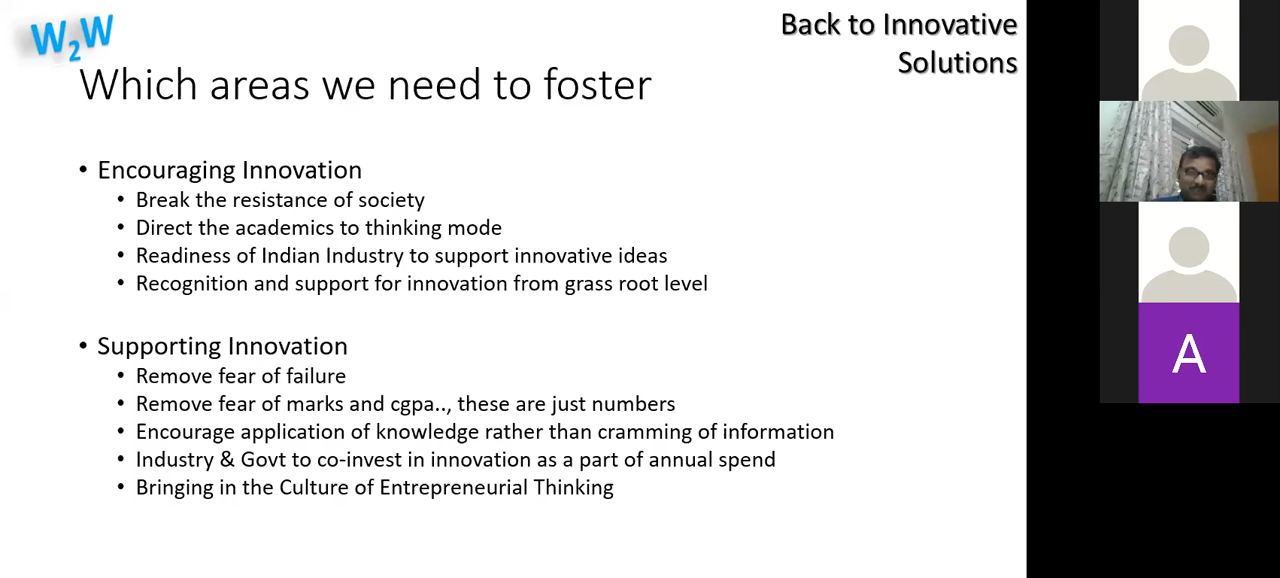 W2W
Back to Innovative
Solutions
Which areas we need to foster
• Encouraging Innovation
• Break the resistance of society
• Direct the academics to thinking mode
• Readiness of Indian Industry to support innovative ideas
• Recognition and support for innovation from grass root level
• Supporting Innovation
• Remove fear of failure
• Remove fear of marks and cgpa.., these are just numbers
• Encourage application of knowledge rather than cramming of information
• Industry & Govt to co-invest in innovation as a part of annual spend
• Bringing in the Culture of Entrepreneurial Thinking
A